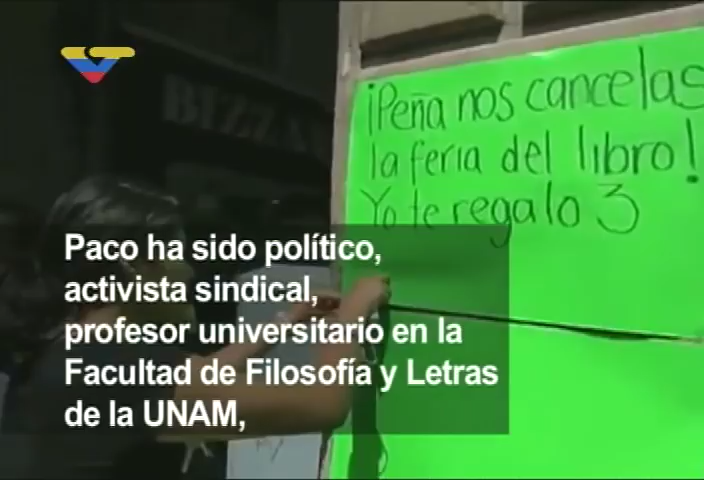 ¡Peña nos cancelas
la feria del libro!
Yo te regalo 3
Paco ha sido político,
activista sindical,
profesor universitario en la
Facultad de Filosofía y Letras
de la UNAM,